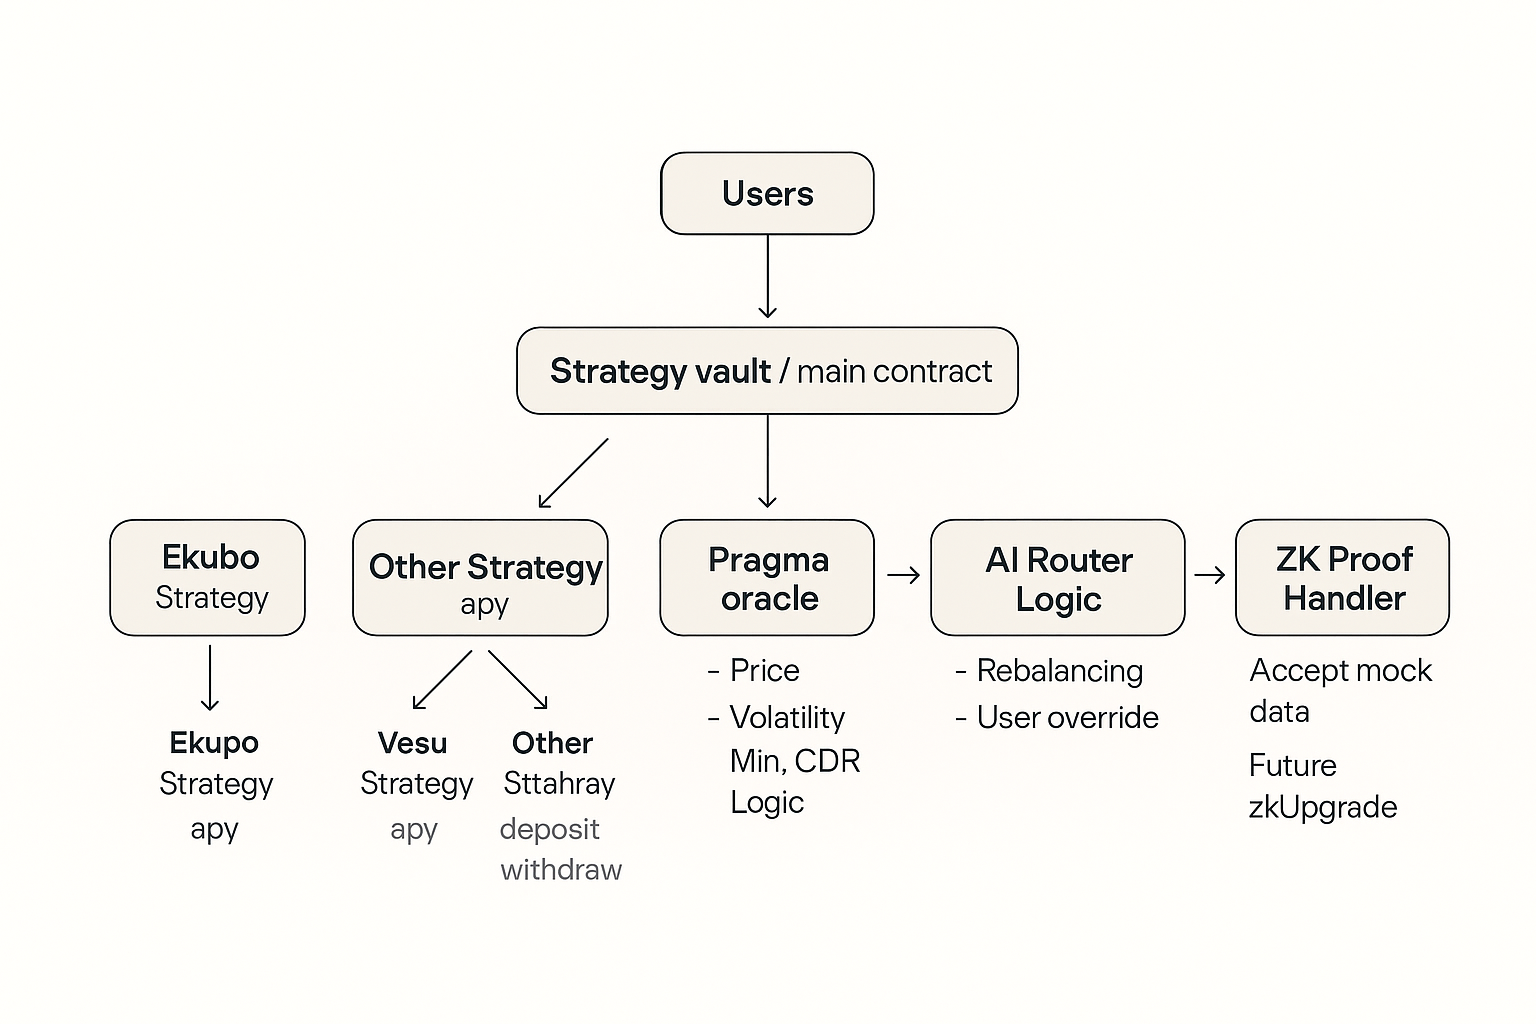 Users
Strategy vault / main contract
Ekubo
Strategy
Other Strategy
apy
Pragma
oracle
AI Router
Logic
ZK Proof
Handler
Ekupo
Strategy
apy
Vesu
Strategy
apy
Other
Sttahray
deposit
withdraw
- Price
- Volatility
Min, CDR
Logic
- Rebalancing
- User override
Accept mock
data
Future
zkUpgrade